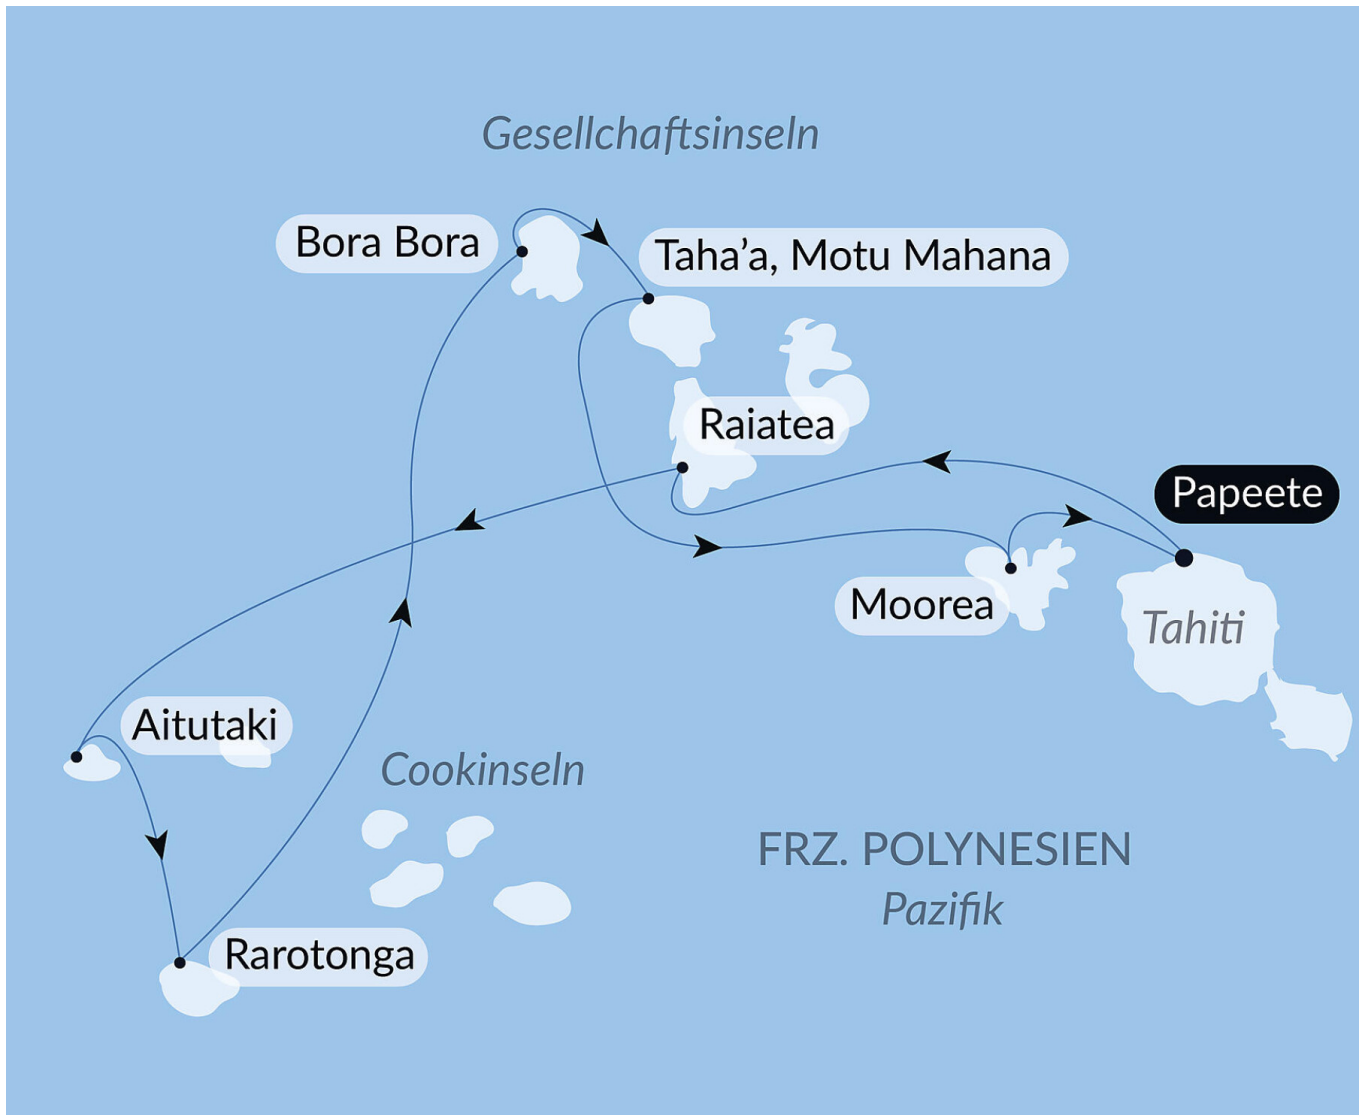 Gesellchaftsinseln
Bora Bora
Taha’a, Motu Mahana
Raiatea
Papeete
Moorea
Tahiti
Aitutaki
Cookinseln
FRZ. POLYNESIEN
Pazifik
Rarotonga